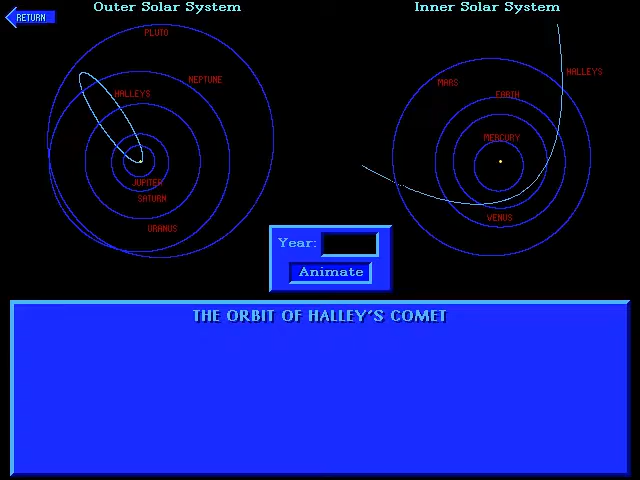 Outer Solar System
Inner Solar System
RETURN
PLUTO
NEPTUNE
HALLEYS
JUPITER
SATURN
URANUS
HALLEYS
MARS
EARTH
MERCURY
VENUS
Year:
Animate
THE ORBIT OF HALLEY'S COMET